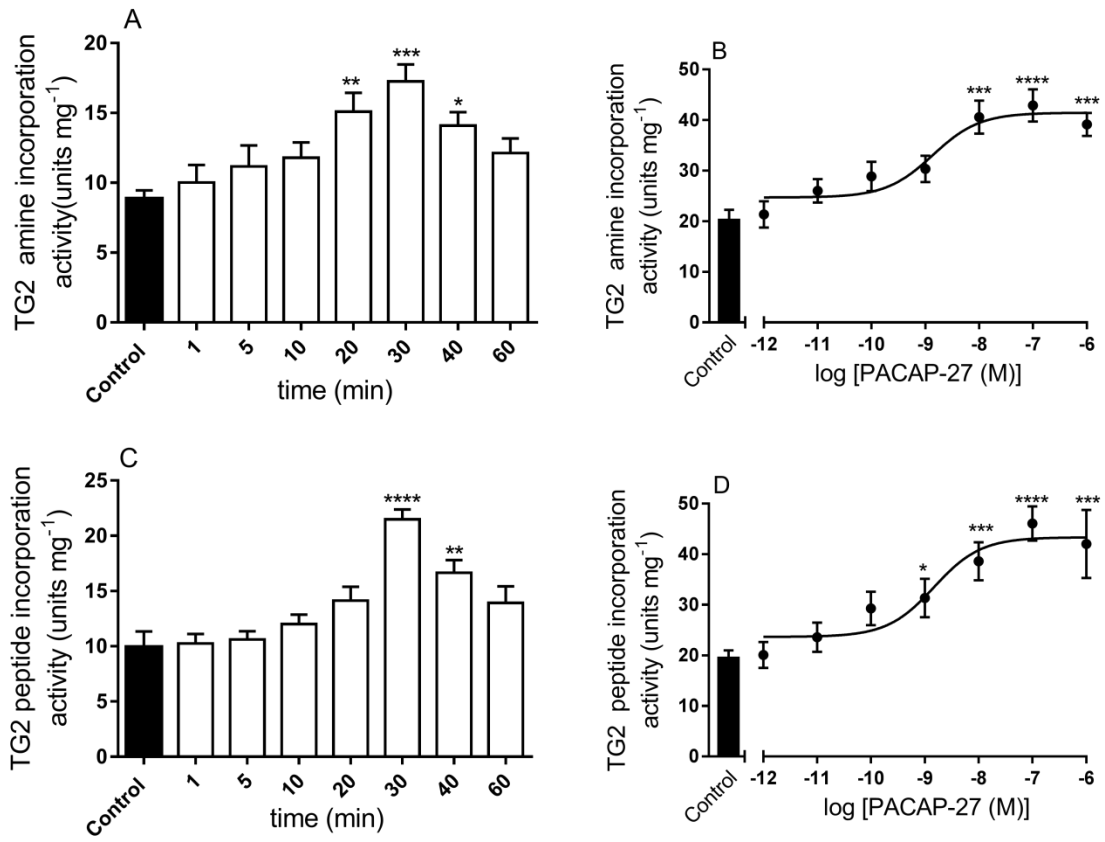 A
TG2 amine incorporation
activity(units mg-1)
20
15
10
5
0
** *** *
Control 1 5 10 20 30 40 60
time (min)
B
TG2 amine incorporation
activity (units mg-1)
50
40
30
20
10
0
*** **** ***
Control -12 -11 -10 -9 -8 -7 -6
log [PACAP-27 (M)]
C
TG2 peptide incorporation
activity (units mg-1)
25
20
15
10
5
0
**** **
Control 1 5 10 20 30 40 60
time (min)
D
TG2 peptide incorporation
activity (units mg-1)
50
40
30
20
10
0
* *** **** ***
Control -12 -11 -10 -9 -8 -7 -6
log [PACAP-27 (M)]